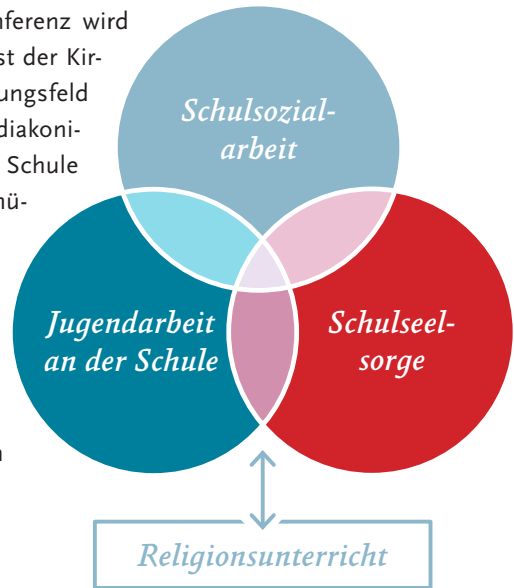 nferenz wird
st der Kir-
ungsfeld
diakoni-
Schule
nü-
n
Schulsozial-
arbeit
Jugendarbeit
an der Schule
Schulseel-
sorge
Religionsunterricht